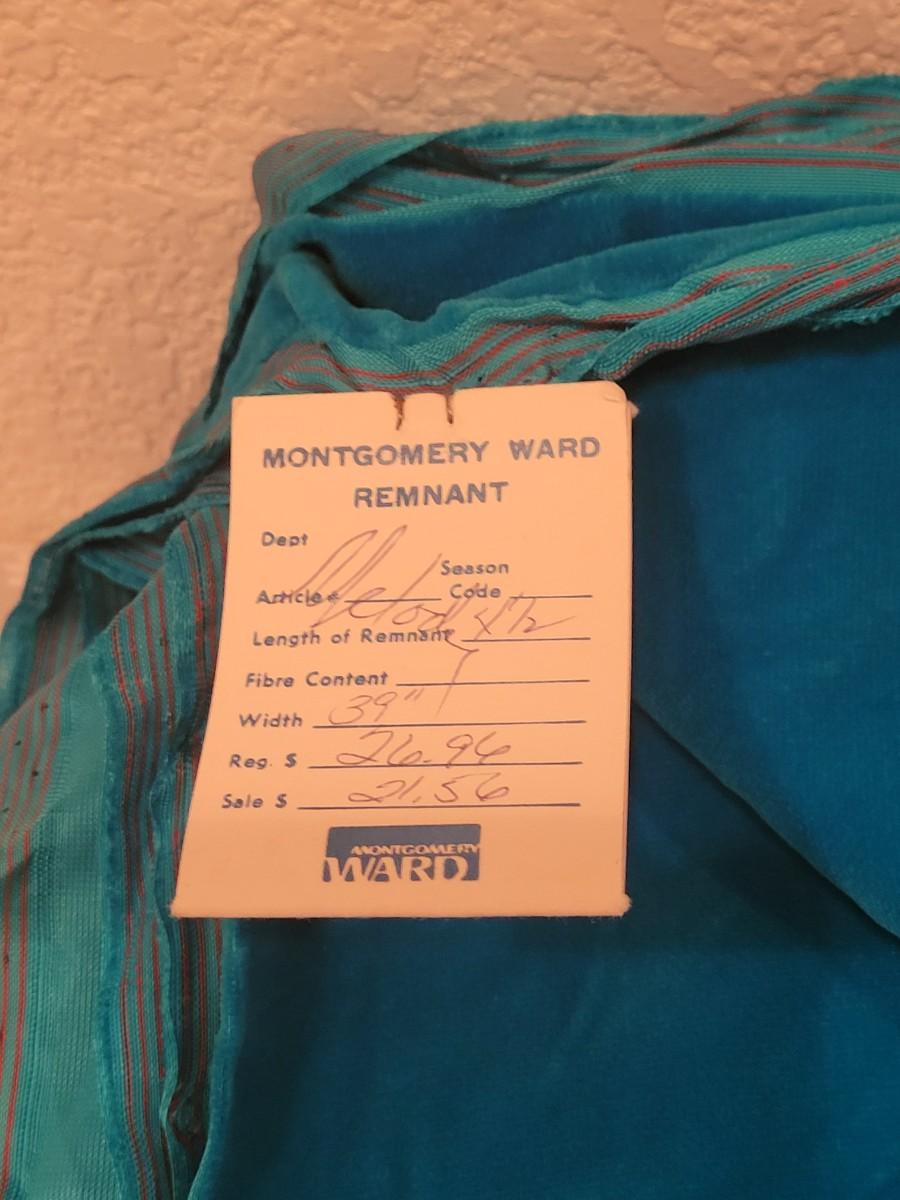 MONTGOMERY WARD
REMNANT
Dept
Season
Article # Code
Length of Remnant
Fibre Content
Width 39"
Reg. $ 26.96
Sale $ 21.56
MONTGOMERY
WARD